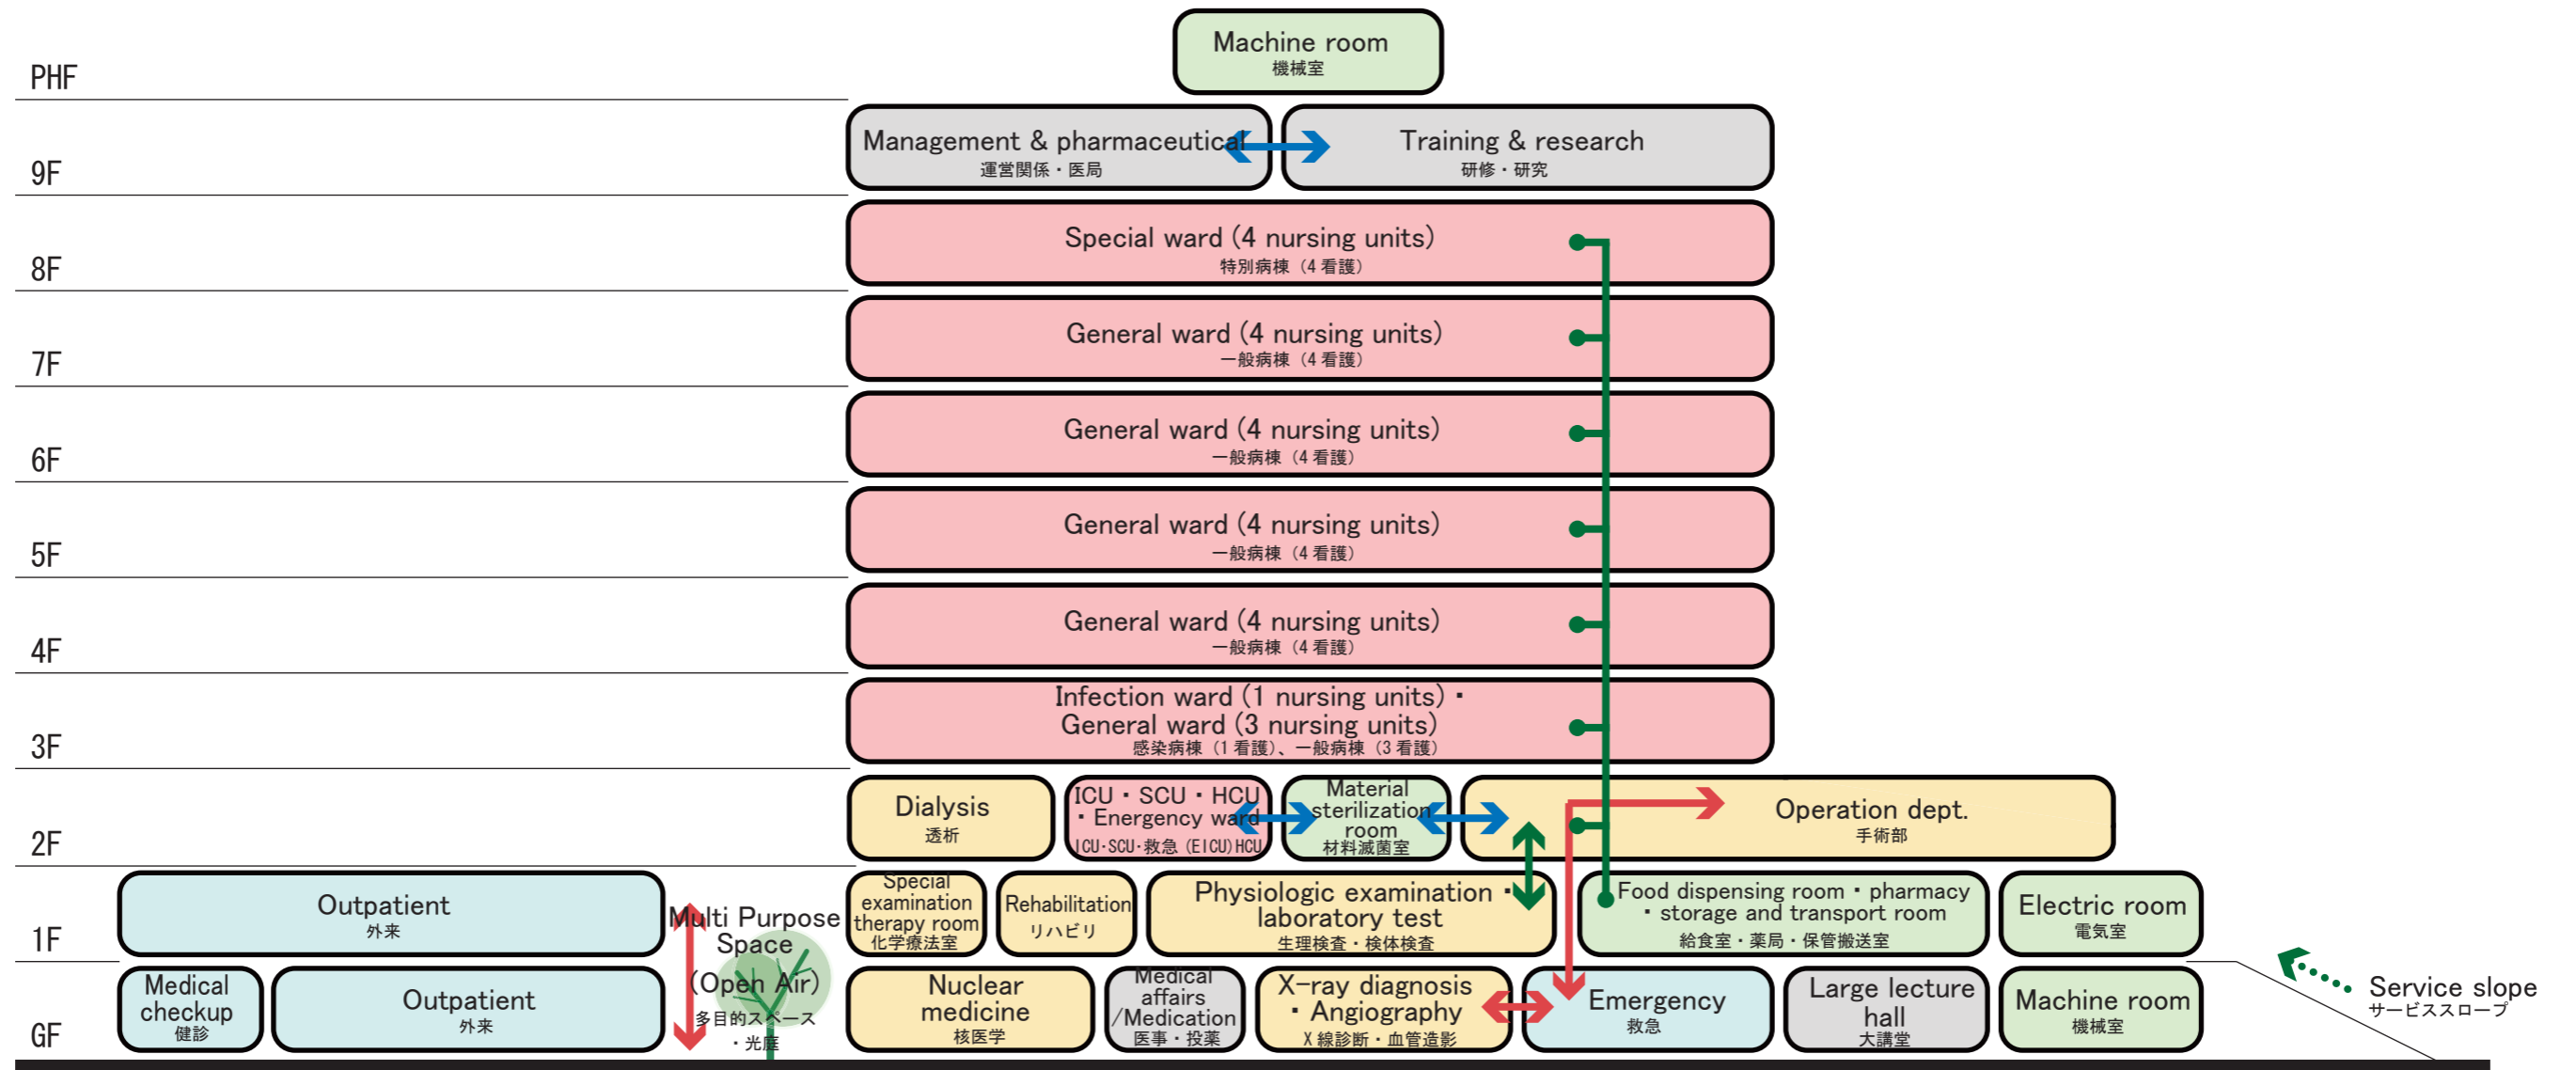 PHF
Machine room
機械室
9F
Management & pharmaceutical
運営関係・医局
Training & research
研修・研究
8F
Special ward (4 nursing units)
特別病棟（4 看護）
7F
General ward (4 nursing units)
一般病棟（4 看護）
6F
General ward (4 nursing units)
一般病棟（4 看護）
5F
General ward (4 nursing units)
一般病棟（4 看護）
4F
General ward (4 nursing units)
一般病棟（4 看護）
3F
Infection ward (1 nursing units)・
General ward (3 nursing units)
感染病棟（1 看護）、一般病棟（3 看護）
2F
Dialysis
透析
ICU・SCU・HCU
・Energency ward
ICU・SCU・救急（EICU）HCU
Material
sterilization
room
材料滅菌室
Operation dept.
手術部
1F
Outpatient
外来
Multi Purpose
Space
(Open Air)
多目的スペース
・光庭
Special
examination
therapy room
化学療法室
Rehabilitation
リハビリ
Physiologic examination・
laboratory test
生理検査・検体検査
Food dispensing room・pharmacy
・storage and transport room
給食室・薬局・保管搬送室
Electric room
電気室
GF
Medical
checkup
健診
Outpatient
外来
Nuclear
medicine
核医学
Medical
affairs
/Medication
医事・投薬
X-ray diagnosis
・Angiography
X 線診断・血管造影
Emergency
救急
Large lecture
hall
大講堂
Machine room
機械室
Service slope
サービススロープ